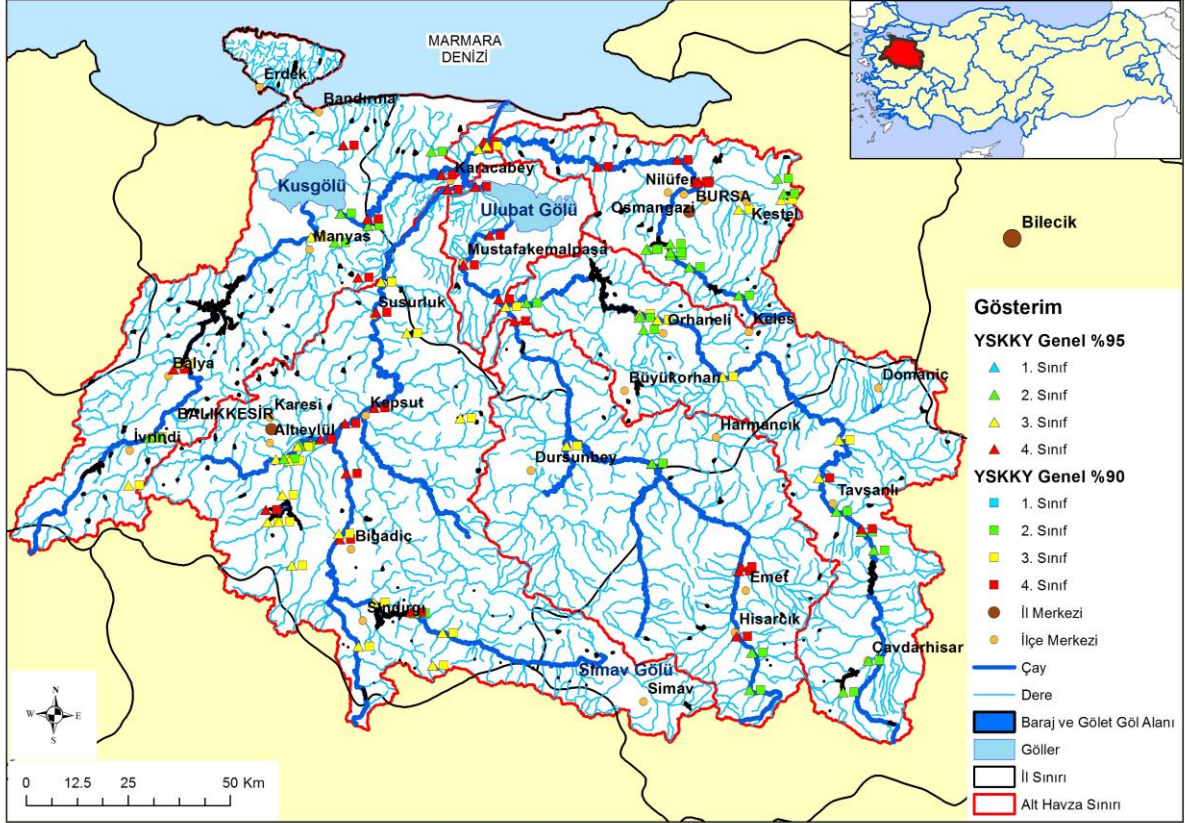 MARMARA
DENİZİ
Erdek
Bandırma
Karacabey
Kusgölü
Nilüfer
BURSA
Ulubat Gölü
Osmangazi
Kestel
Bilecik
Manyas
Mustafakemalpaşa
Susurluk
Orhaneli
Keles
Balya
Büyükorhan
Domaniç
Karesi
Kepsut
BALIKKESİR
Altıeylül
Harmancık
İvrindi
Dursunbey
Tavşanlı
Bigadiç
Emet
Sındırgı
Hisarcık
Çavdarhisar
Simav Gölü
Simav
Gösterim
YSKKY Genel %95
1. Sınıf
2. Sınıf
3. Sınıf
4. Sınıf
YSKKY Genel %90
1. Sınıf
2. Sınıf
3. Sınıf
4. Sınıf
İl Merkezi
İlçe Merkezi
Çay
Dere
Baraj ve Gölet Göl Alanı
Göller
İl Sınırı
Alt Havza Sınırı
N
W E
S
0 12.5 25 50 Km